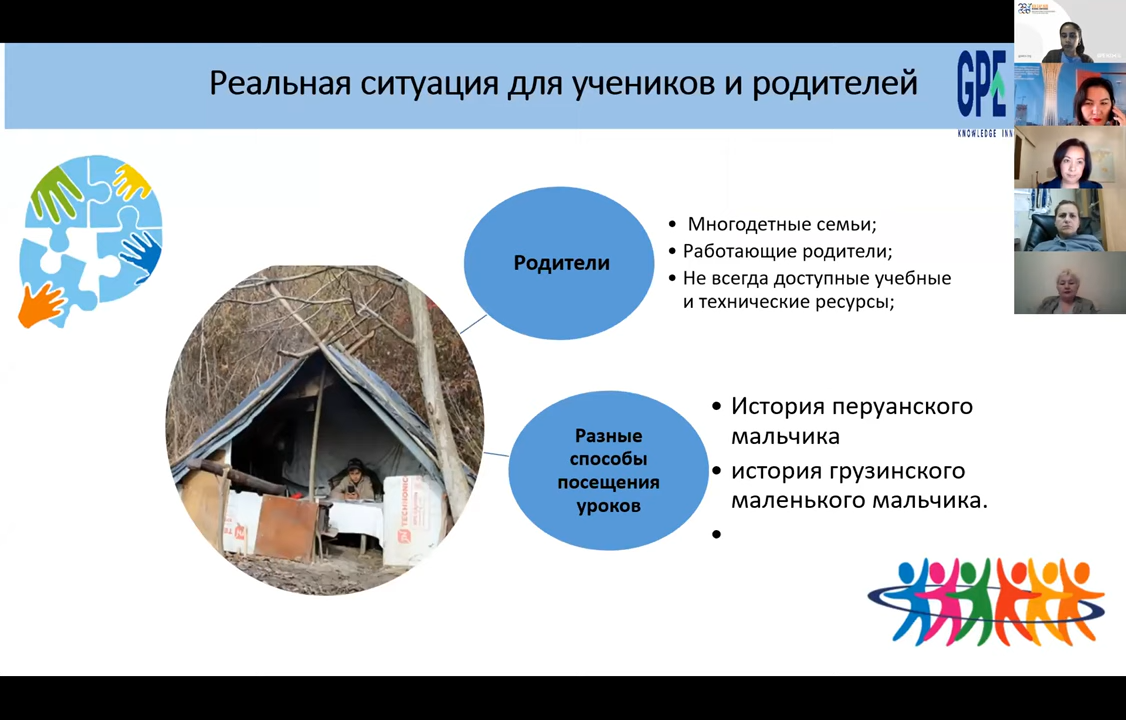 Реальная ситуация для учеников и родителей
GPE
KNOWLEDGE INN
Родители
• Многодетные семьи;
• Работающие родители;
• Не всегда доступные учебные
и технические ресурсы;
Разные
способы
посещения
уроков
• История перуанского
мальчика
• история грузинского
маленького мальчика.
•
TECHNONICOL